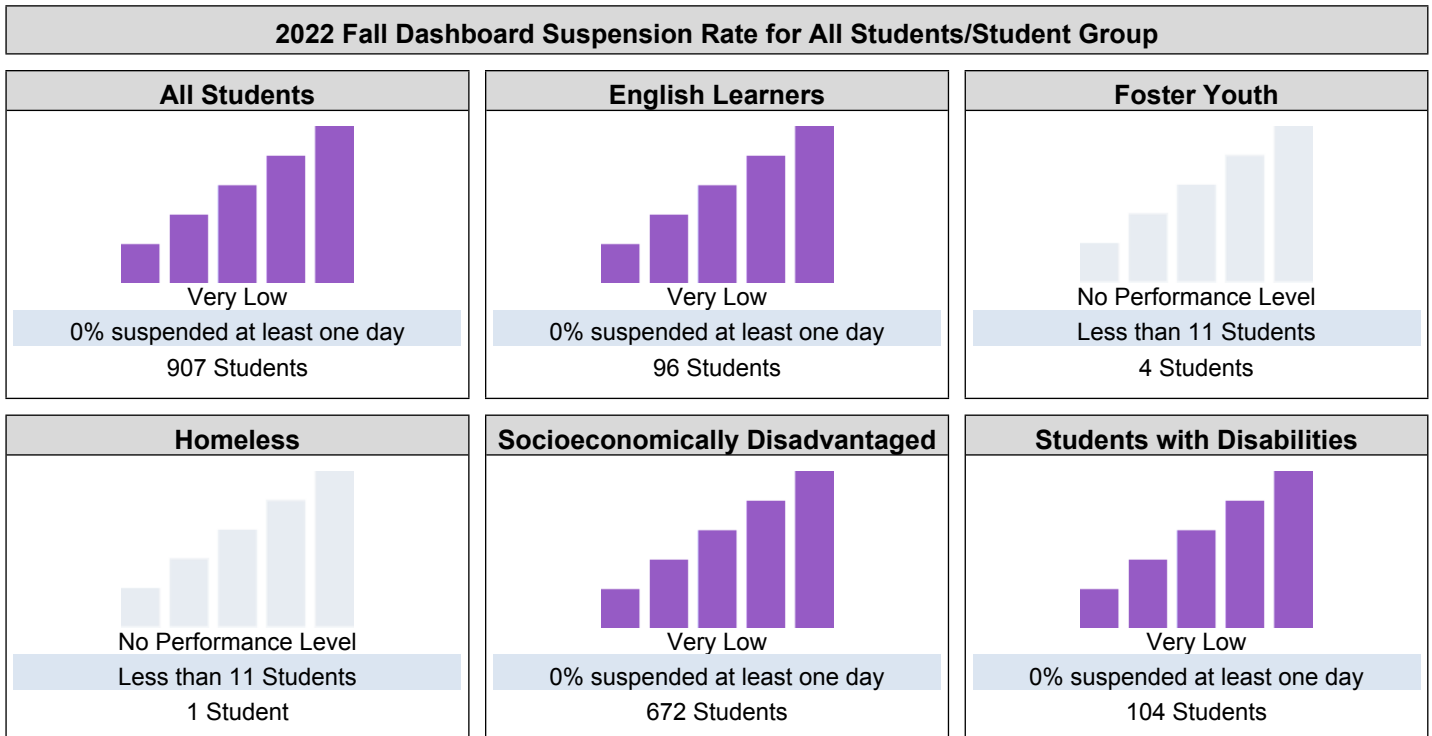 2022 Fall Dashboard Suspension Rate for All Students/Student Group
All Students
Very Low
0% suspended at least one day
907 Students
English Learners
Very Low
0% suspended at least one day
96 Students
Foster Youth
No Performance Level
Less than 11 Students
4 Students
Homeless
No Performance Level
Less than 11 Students
1 Student
Socioeconomically Disadvantaged
Very Low
0% suspended at least one day
672 Students
Students with Disabilities
Very Low
0% suspended at least one day
104 Students